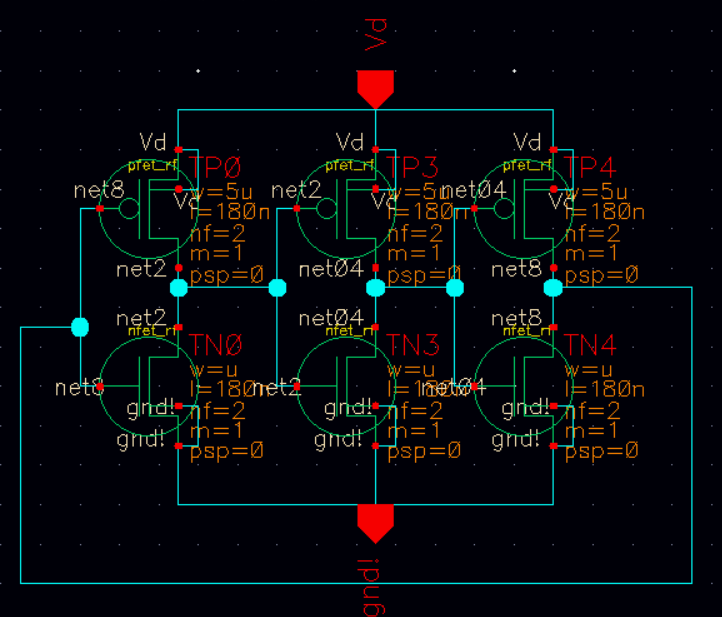 Vd
Vd
pfet_rf
TP0
net8
Vd
w=5u
l=180n
nf=2
m=1
net2
psp=0
Vd
pfet_rf
TP3
net2
Vd
w=5u
l=180n
nf=2
m=1
net04
psp=0
Vd
pfet_rf
TP4
net04
Vd
w=5u
l=180n
nf=2
m=1
net8
psp=0
net2
nfet_rf
TN0
w=u
net8
l=180n
gnd!
nf=2
m=1
gnd!
psp=0
net04
nfet_rf
TN3
w=u
net2
l=180n
gnd!
nf=2
m=1
gnd!
psp=0
net8
nfet_rf
TN4
w=u
net04
l=180n
gnd!
nf=2
m=1
gnd!
psp=0
gnd!